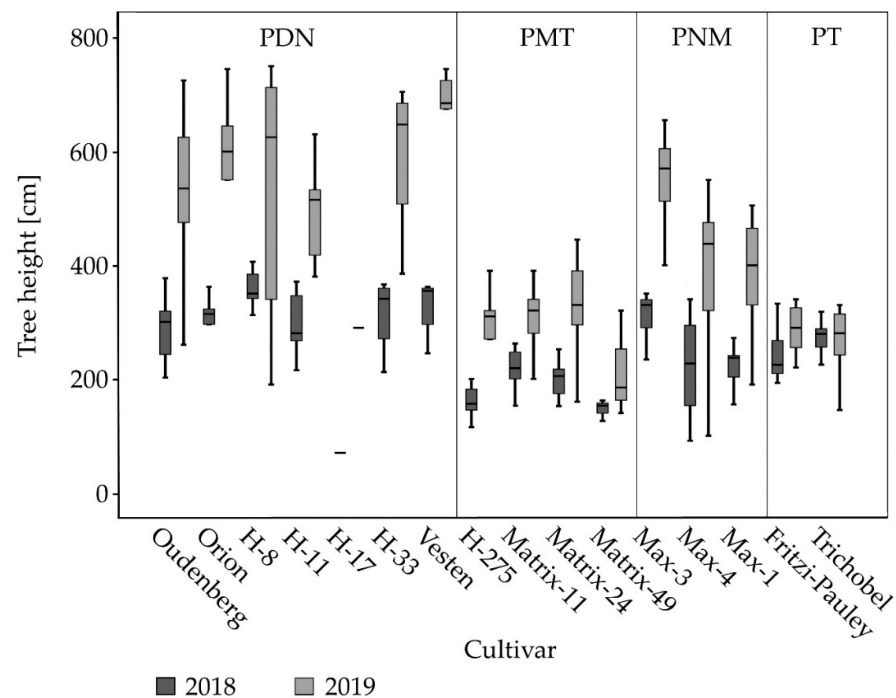 PDN PMT PNM PT
800
600
400
200
0
Tree height [cm]
Oudenberg
Orion
H-8
H-11
H-17
H-33
Vesten
H-275
Matrix-11
Matrix-24
Matrix-49
Max-3
Max-4
Max-1
Fritzi-Pauley
Trichobel
Cultivar
2018 2019